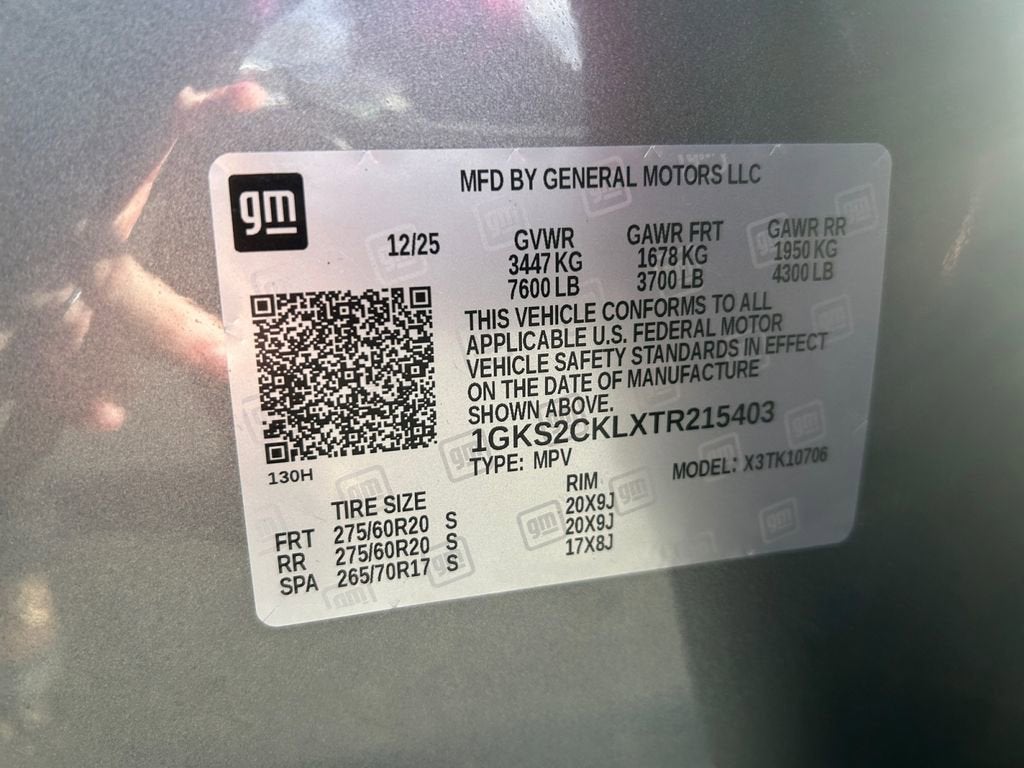 gm
MFD BY GENERAL MOTORS LLC
12/25
GVWR GAWR FRT GAWR RR
3447 KG 1678 KG 1950 KG
7600 LB 3700 LB 4300 LB
THIS VEHICLE CONFORMS TO ALL
APPLICABLE U.S. FEDERAL MOTOR
VEHICLE SAFETY STANDARDS IN EFFECT
ON THE DATE OF MANUFACTURE
SHOWN ABOVE.
1GKS2CKLXTR215403
TYPE: MPV MODEL: X3TK10706
130H
TIRE SIZE RIM
FRT 275/60R20 S 20X9J
RR 275/60R20 S 20X9J
SPA 265/70R17 S 17X8J